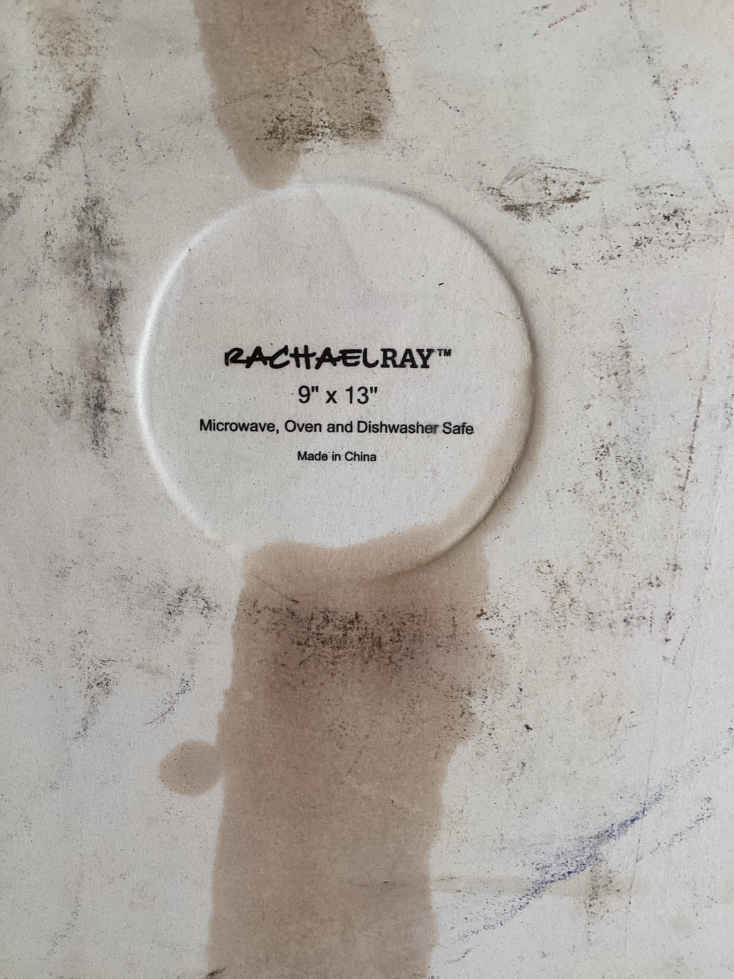 RACHAELRAY™
9" x 13"
Microwave, Oven and Dishwasher Safe
Made in China